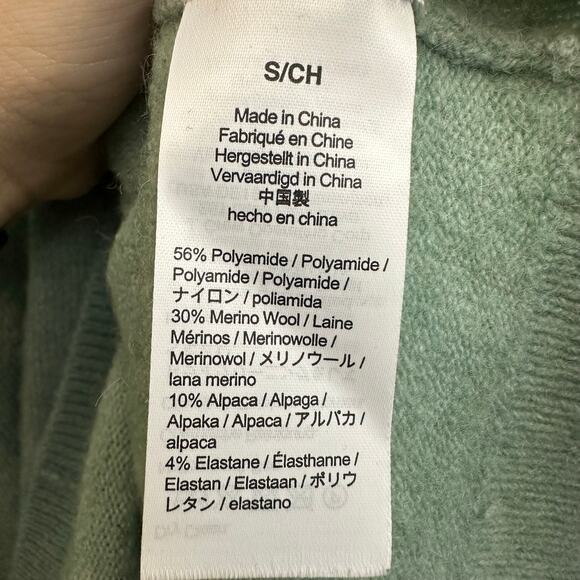 S/CH
Made in China
Fabriqué en Chine
Hergestellt in China
Vervaardigd in China
中国製
hecho en china
56% Polyamide / Polyamide /
Polyamide / Polyamide /
ナイロン / poliamida
30% Merino Wool / Laine
Mérinos / Merinowolle /
Merinowol / メリノウール /
lana merino
10% Alpaca / Alpaga /
Alpaka / Alpaca / アルパカ /
alpaca
4% Elastane / Élasthanne /
Elastan / Elastaan / ポリウ
レタン / elastano